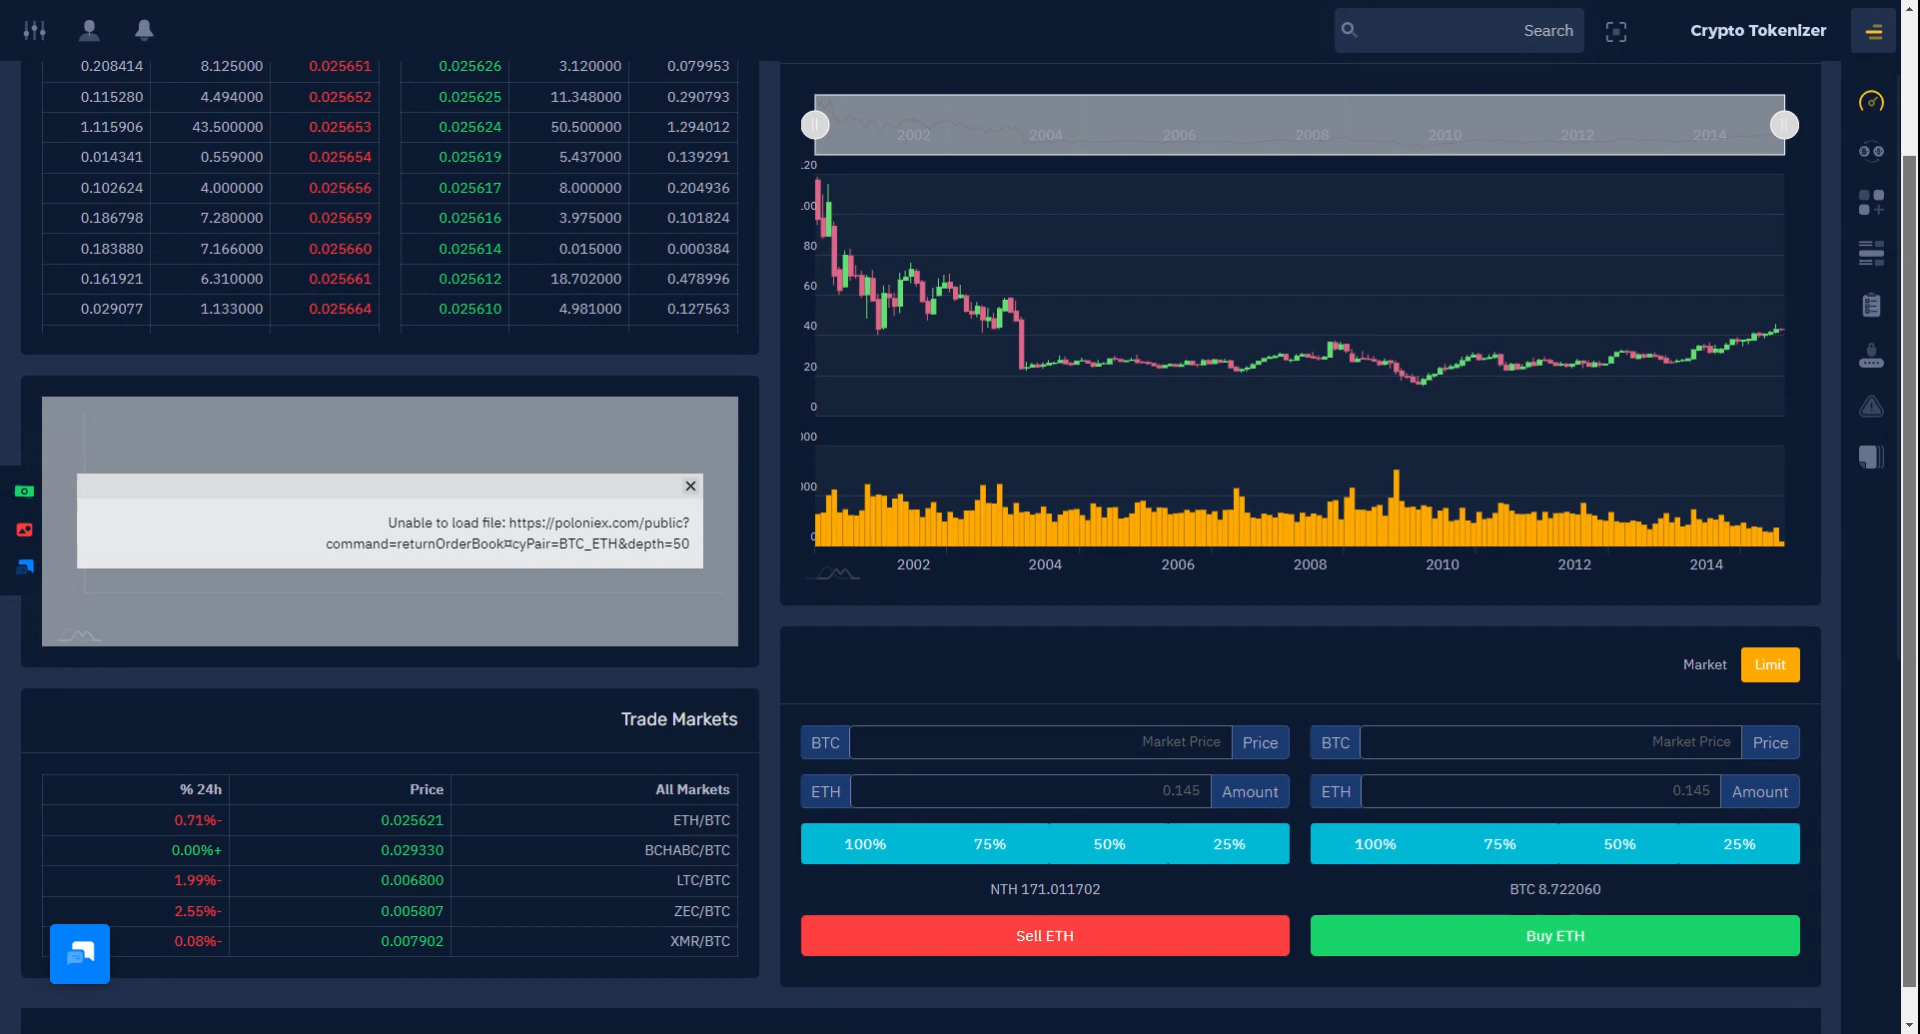 Search
Crypto Tokenizer
0.208414 8.125000 0.025651 0.025626 3.120000 0.079953
0.115280 4.494000 0.025652 0.025625 11.348000 0.290793
1.115906 43.500000 0.025653 0.025624 50.500000 1.294012
0.014341 0.559000 0.025654 0.025619 5.437000 0.139291
0.102624 4.000000 0.025656 0.025617 8.000000 0.204936
0.186798 7.280000 0.025659 0.025616 3.975000 0.101824
0.183880 7.166000 0.025660 0.025614 0.015000 0.000384
0.161921 6.310000 0.025661 0.025612 18.702000 0.478996
0.029077 1.133000 0.025664 0.025610 4.981000 0.127563
2002 2004 2006 2008 2010 2012 2014
.20
.00
80
60
40
20
0
000
000
0
2002 2004 2006 2008 2010 2012 2014
Unable to load file: https://poloniex.com/public?
command=returnOrderBook¤cyPair=BTC_ETH&depth=50
Trade Markets
% 24h Price All Markets
0.71%- 0.025621 ETH/BTC
0.00%+ 0.029330 BCHABC/BTC
1.99%- 0.006800 LTC/BTC
2.55%- 0.005807 ZEC/BTC
0.08%- 0.007902 XMR/BTC
Market Limit
BTC Market Price Price
ETH 0.145 Amount
100% 75% 50% 25%
NTH 171.011702
Sell ETH
BTC Market Price Price
ETH 0.145 Amount
100% 75% 50% 25%
BTC 8.722060
Buy ETH